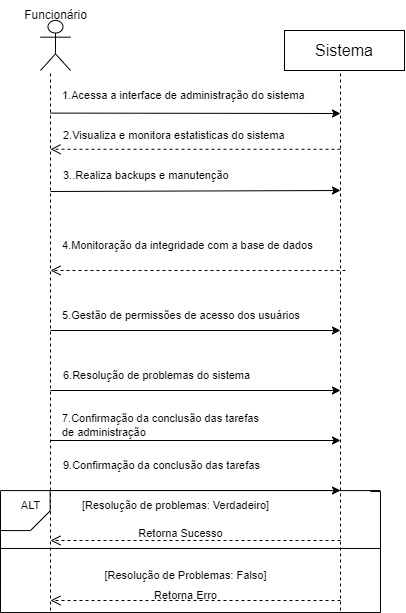 Funcionário
Sistema
1.Acessa a interface de administração do sistema
2.Visualiza e monitora estatisticas do sistema
3..Realiza backups e manutenção
4.Monitoração da integridade com a base de dados
5.Gestão de permissões de acesso dos usuários
6.Resolução de problemas do sistema
7.Confirmação da conclusão das tarefas
de administração
9.Confirmação da conclusão das tarefas
ALT
[Resolução de problemas: Verdadeiro]
Retorna Sucesso
[Resolução de Problemas: Falso]
Retorna Erro